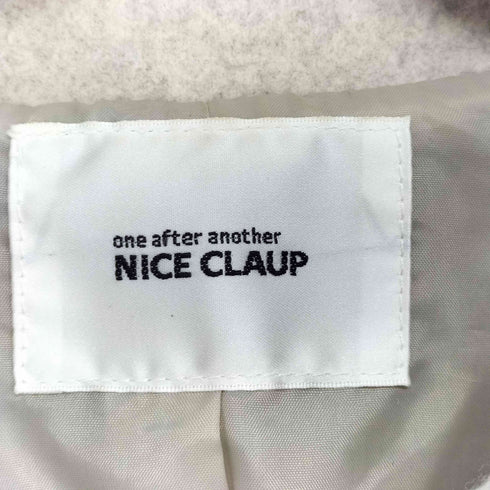 one after another
NICE CLAUP